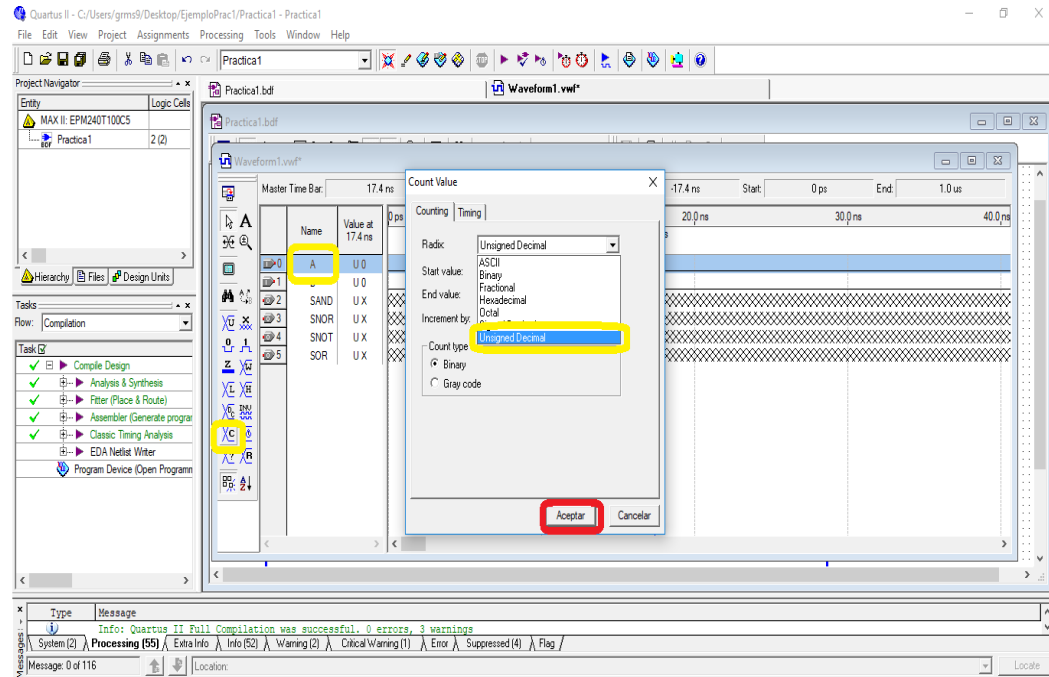 Quartus II - C:/Users/grms9/Desktop/EjemploPrac1/Practica1 - Practica1
File Edit View Project Assignments Processing Tools Window Help
Practica1
Project Navigator
Entity Logic Cells
MAX II: EPM240T100C5
Practica1 2 (2)
Hierarchy Files Design Units
Tasks
Flow: Compilation
Task
Compile Design
Analysis & Synthesis
Fitter (Place & Route)
Assembler (Generate program
Classic Timing Analysis
EDA Netlist Writer
Program Device (Open Programm
Practica1.bdf
Waveform1.vwf*
Practica1.bdf
Waveform1.vwf*
Master Time Bar: 17.4 ns
-17.4 ns Start: 0 ps End: 1.0 us
Name Value at 17.4 ns
0 ps 20.0 ns 30.0 ns 40.0 ns
0 A U 0
1 U 0
2 SAND U X
3 SNOR U X
4 SNOT U X
5 SOR U X
Count Value
Counting Timing
Radix: Unsigned Decimal
ASCII
Binary
Fractional
Hexadecimal
Octal
Unsigned Decimal
Start value:
End value:
Increment by:
Count type
Binary
Gray code
Aceptar Cancelar
Type Message
Info: Quartus II Full Compilation was successful. 0 errors, 3 warnings
System (2) Processing (55) Extra Info Info (52) Warning (2) Critical Warning (1) Error Suppressed (4) Flag
Messages
Message: 0 of 116 Location: Locate